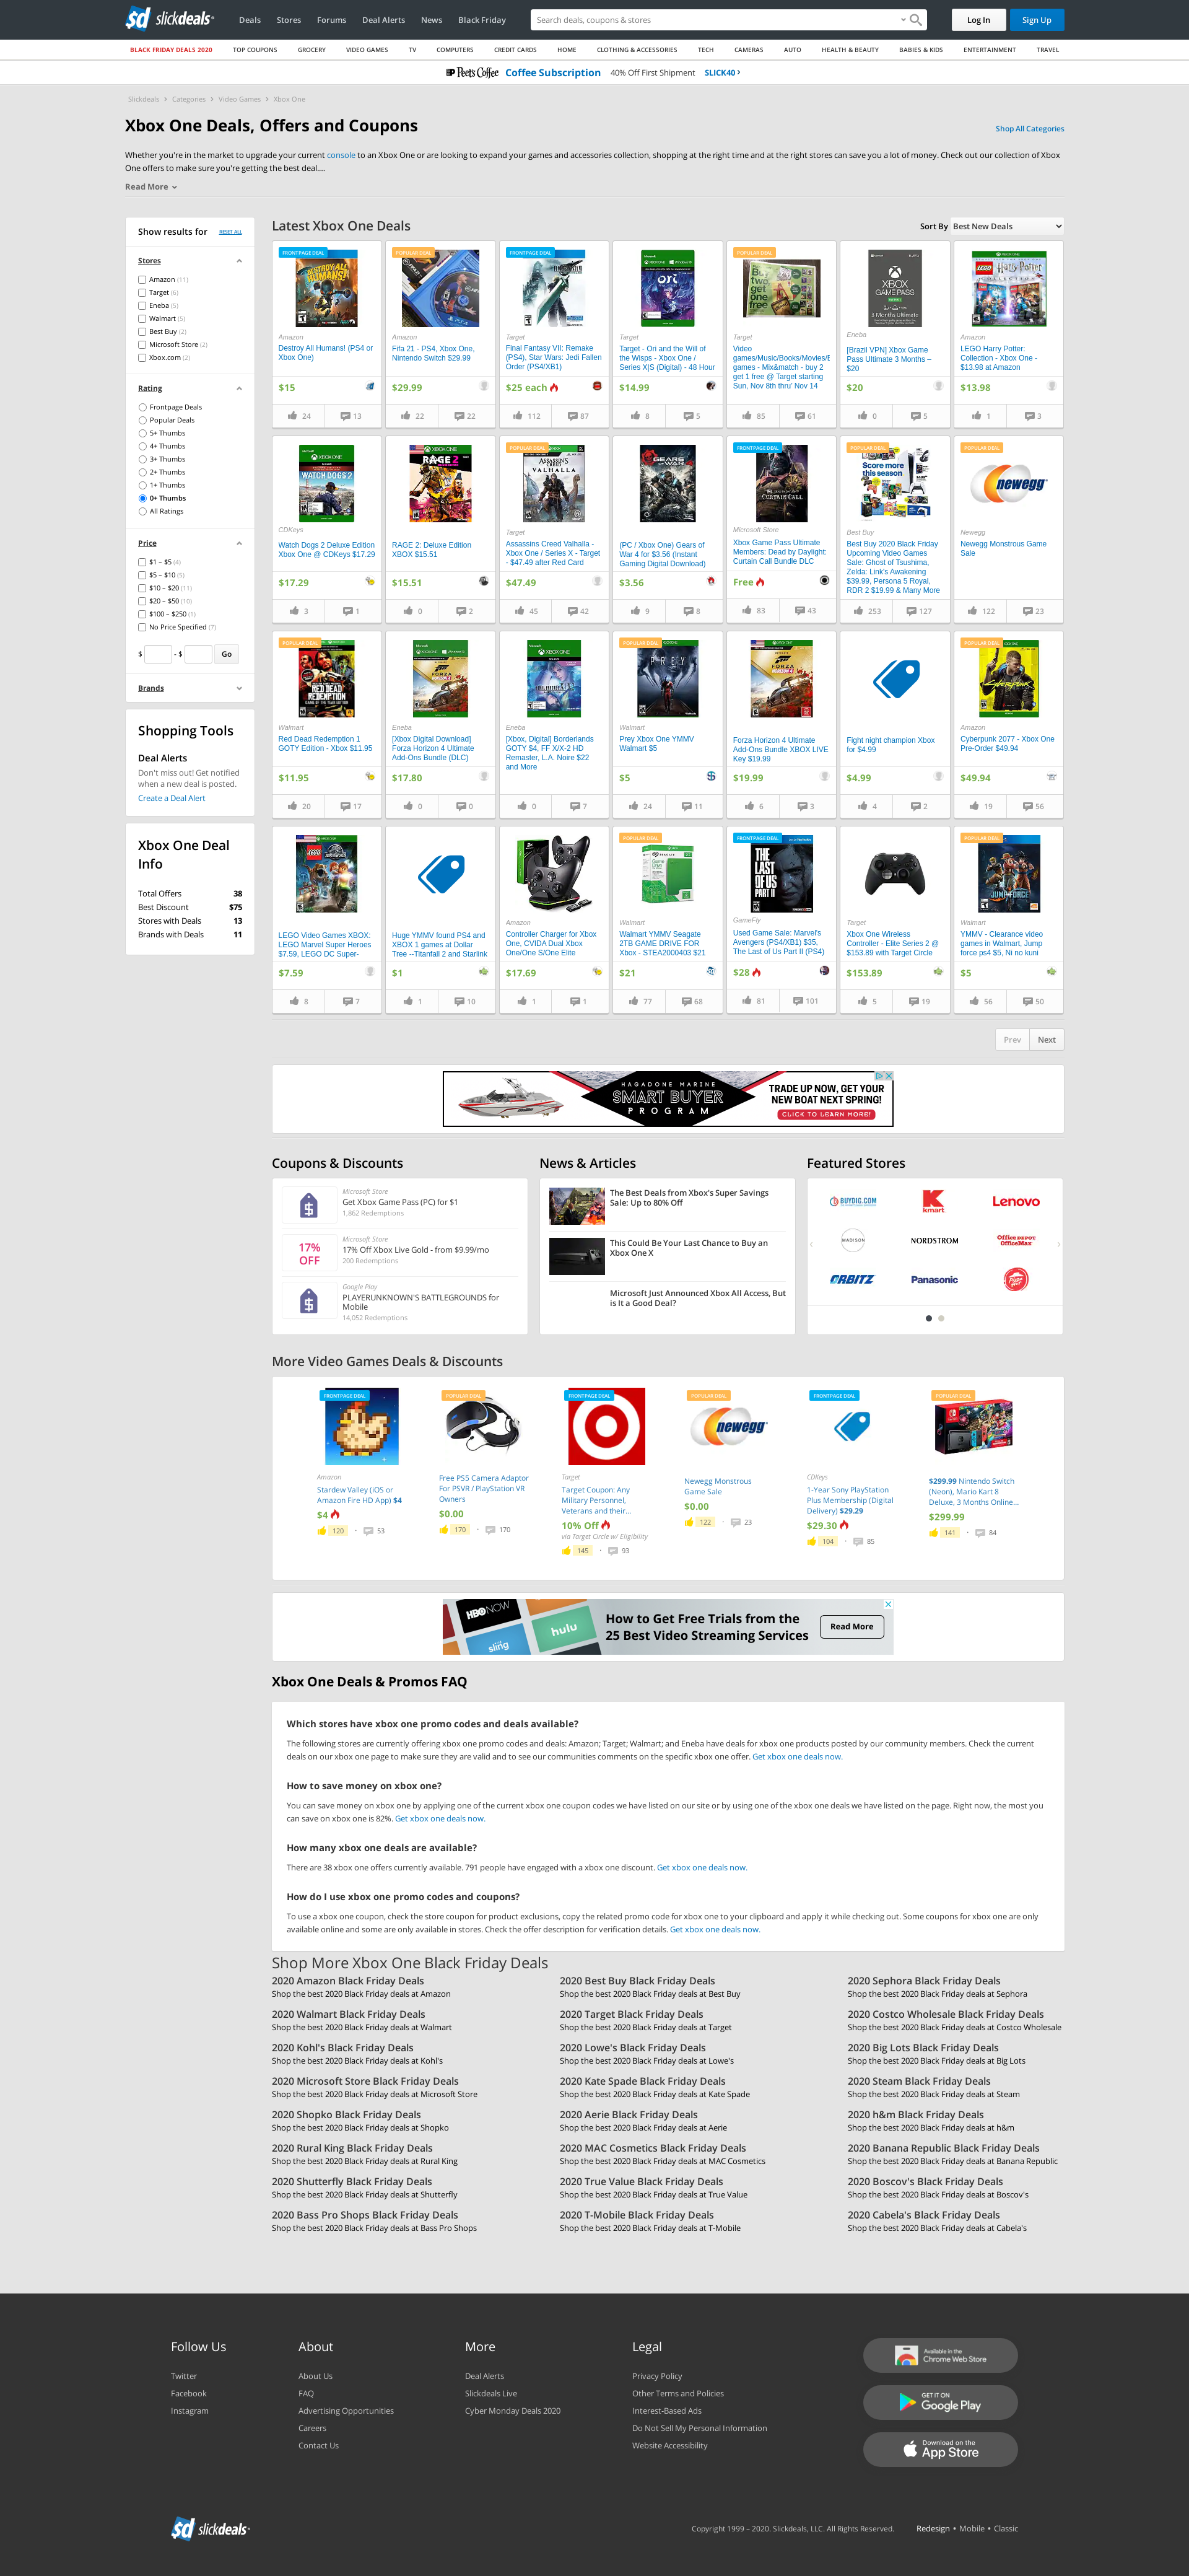 slickdeals
Deals
Stores
Forums
Deal Alerts
News
Black Friday
Search deals, coupons & stores
Log In
Sign Up
BLACK FRIDAY DEALS 2020
TOP COUPONS
GROCERY
VIDEO GAMES
TV
COMPUTERS
CREDIT CARDS
HOME
CLOTHING & ACCESSORIES
TECH
CAMERAS
AUTO
HEALTH & BEAUTY
BABIES & KIDS
ENTERTAINMENT
TRAVEL
Peet's Coffee Coffee Subscription 40% Off First Shipment SLICK40 ›
Slickdeals › Categories › Video Games › Xbox One
Xbox One Deals, Offers and Coupons
Shop All Categories
Whether you're in the market to upgrade your current console to an Xbox One or are looking to expand your games and accessories collection, shopping at the right time and at the right stores can save you a lot of money. Check out our collection of Xbox
One offers to make sure you're getting the best deal....
Read More
Show results for RESET ALL
Stores
Amazon (11)
Target (6)
Eneba (5)
Walmart (5)
Best Buy (2)
Microsoft Store (2)
Xbox.com (2)
Rating
Frontpage Deals
Popular Deals
5+ Thumbs
4+ Thumbs
3+ Thumbs
2+ Thumbs
1+ Thumbs
0+ Thumbs
All Ratings
Price
$1 – $5 (4)
$5 – $10 (5)
$10 – $20 (11)
$20 – $50 (10)
$100 – $250 (1)
No Price Specified (7)
$ - $ Go
Brands
Shopping Tools
Deal Alerts
Don't miss out! Get notified
when a new deal is posted.
Create a Deal Alert
Xbox One Deal
Info
Total Offers 38
Best Discount $75
Stores with Deals 13
Brands with Deals 11
Latest Xbox One Deals
Sort By Best New Deals
FRONTPAGE DEAL
Amazon
Destroy All Humans! (PS4 or
Xbox One)
$15
24 13
POPULAR DEAL
Amazon
Fifa 21 - PS4, Xbox One,
Nintendo Switch $29.99
$29.99
22 22
FRONTPAGE DEAL
Target
Final Fantasy VII: Remake
(PS4), Star Wars: Jedi Fallen
Order (PS4/XB1)
$25 each
112 87
Target
Target - Ori and the Will of
the Wisps - Xbox One /
Series X|S (Digital) - 48 Hour
$14.99
8 5
POPULAR DEAL
Target
Video
games/Music/Books/Movies/E
games - Mix&match - buy 2
get 1 free @ Target starting
Sun, Nov 8th thru' Nov 14
85 61
XBOX
GAME PASS
3 Months Ultimate
Eneba
[Brazil VPN] Xbox Game
Pass Ultimate 3 Months –
$20
$20
0 5
Amazon
LEGO Harry Potter:
Collection - Xbox One -
$13.98 at Amazon
$13.98
1 3
WATCH DOGS 2
CDKeys
Watch Dogs 2 Deluxe Edition
Xbox One @ CDKeys $17.29
$17.29
3 1
RAGE 2
RAGE 2: Deluxe Edition
XBOX $15.51
$15.51
0 2
POPULAR DEAL
ASSASSIN'S CREED
VALHALLA
Target
Assassins Creed Valhalla -
Xbox One / Series X - Target
- $47.49 after Red Card
$47.49
45 42
GEARS OF WAR
(PC / Xbox One) Gears of
War 4 for $3.56 (Instant
Gaming Digital Download)
$3.56
9 8
FRONTPAGE DEAL
CURTAIN CALL
Microsoft Store
Xbox Game Pass Ultimate
Members: Dead by Daylight:
Curtain Call Bundle DLC
Free
83 43
POPULAR DEAL
Score more
this season
Best Buy
Best Buy 2020 Black Friday
Upcoming Video Games
Sale: Ghost of Tsushima,
Zelda: Link's Awakening
$39.99, Persona 5 Royal,
RDR 2 $19.99 & Many More
253 127
POPULAR DEAL
newegg
Newegg
Newegg Monstrous Game
Sale
122 23
POPULAR DEAL
RED DEAD REDEMPTION
Walmart
Red Dead Redemption 1
GOTY Edition - Xbox $11.95
$11.95
20 17
FORZA
Eneba
[Xbox Digital Download]
Forza Horizon 4 Ultimate
Add-Ons Bundle (DLC)
$17.80
0 0
Eneba
[Xbox, Digital] Borderlands
GOTY $4, FF X/X-2 HD
Remaster, L.A. Noire $22
and More
0 7
POPULAR DEAL
PREY
Walmart
Prey Xbox One YMMV
Walmart $5
$5
24 11
FORZA
Forza Horizon 4 Ultimate
Add-Ons Bundle XBOX LIVE
Key $19.99
$19.99
6 3
Fight night champion Xbox
for $4.99
$4.99
4 2
POPULAR DEAL
Cyberpunk
Amazon
Cyberpunk 2077 - Xbox One
Pre-Order $49.94
$49.94
19 56
LEGO Video Games XBOX:
LEGO Marvel Super Heroes
$7.59, LEGO DC Super-
$7.59
8 7
Huge YMMV found PS4 and
XBOX 1 games at Dollar
Tree --Titanfall 2 and Starlink
$1
1 10
Amazon
Controller Charger for Xbox
One, CVIDA Dual Xbox
One/One S/One Elite
$17.69
1 1
POPULAR DEAL
Walmart
Walmart YMMV Seagate
2TB GAME DRIVE FOR
Xbox - STEA2000403 $21
$21
77 68
FRONTPAGE DEAL
THE
LAST
OF US
PART II
GameFly
Used Game Sale: Marvel's
Avengers (PS4/XB1) $35,
The Last of Us Part II (PS4)
$28
81 101
Target
Xbox One Wireless
Controller - Elite Series 2 @
$153.89 with Target Circle
$153.89
5 19
POPULAR DEAL
JUMP FORCE
Walmart
YMMV - Clearance video
games in Walmart, Jump
force ps4 $5, Ni no kuni
$5
56 50
Prev Next
HAGADONE MARINE
SMART BUYER
PROGRAM
TRADE UP NOW, GET YOUR
NEW BOAT NEXT SPRING!
CLICK TO LEARN MORE!
Coupons & Discounts
Microsoft Store
Get Xbox Game Pass (PC) for $1
1,862 Redemptions
17%
OFF
Microsoft Store
17% Off Xbox Live Gold - from $9.99/mo
200 Redemptions
Google Play
PLAYERUNKNOWN'S BATTLEGROUNDS for
Mobile
14,052 Redemptions
News & Articles
The Best Deals from Xbox's Super Savings
Sale: Up to 80% Off
This Could Be Your Last Chance to Buy an
Xbox One X
Microsoft Just Announced Xbox All Access, But
is It a Good Deal?
Featured Stores
BUYDIG.COM
kmart
Lenovo
MADISON
NORDSTROM
Office DEPOT
OfficeMax
ORBITZ
Panasonic
Pizza Hut
More Video Games Deals & Discounts
FRONTPAGE DEAL
Amazon
Stardew Valley (iOS or
Amazon Fire HD App) $4
$4
120 • 53
POPULAR DEAL
Free PS5 Camera Adaptor
For PSVR / PlayStation VR
Owners
$0.00
170 • 170
FRONTPAGE DEAL
Target
Target Coupon: Any
Military Personnel,
Veterans and their...
10% Off
via Target Circle w/ Eligibility
145 • 93
POPULAR DEAL
newegg
Newegg Monstrous
Game Sale
$0.00
122 • 23
FRONTPAGE DEAL
CDKeys
1-Year Sony PlayStation
Plus Membership (Digital
Delivery) $29.29
$29.30
104 • 85
POPULAR DEAL
$299.99 Nintendo Switch
(Neon), Mario Kart 8
Deluxe, 3 Months Online...
$299.99
141 • 84
HBO NOW
sling
hulu
How to Get Free Trials from the
25 Best Video Streaming Services
Read More
Xbox One Deals & Promos FAQ
Which stores have xbox one promo codes and deals available?
The following stores are currently offering xbox one promo codes and deals: Amazon; Target; Walmart; and Eneba have deals for xbox one products posted by our community members. Check the current
deals on our xbox one page to make sure they are valid and to see our communities comments on the specific xbox one offer. Get xbox one deals now.
How to save money on xbox one?
You can save money on xbox one by applying one of the current xbox one coupon codes we have listed on our site or by using one of the xbox one deals we have listed on the page. Right now, the most you
can save on xbox one is 82%. Get xbox one deals now.
How many xbox one deals are available?
There are 38 xbox one offers currently available. 791 people have engaged with a xbox one discount. Get xbox one deals now.
How do I use xbox one promo codes and coupons?
To use a xbox one coupon, check the store coupon for product exclusions, copy the related promo code for xbox one to your clipboard and apply it while checking out. Some coupons for xbox one are only
available online and some are only available in stores. Check the offer description for verification details. Get xbox one deals now.
Shop More Xbox One Black Friday Deals
2020 Amazon Black Friday Deals
Shop the best 2020 Black Friday deals at Amazon
2020 Best Buy Black Friday Deals
Shop the best 2020 Black Friday deals at Best Buy
2020 Sephora Black Friday Deals
Shop the best 2020 Black Friday deals at Sephora
2020 Walmart Black Friday Deals
Shop the best 2020 Black Friday deals at Walmart
2020 Target Black Friday Deals
Shop the best 2020 Black Friday deals at Target
2020 Costco Wholesale Black Friday Deals
Shop the best 2020 Black Friday deals at Costco Wholesale
2020 Kohl's Black Friday Deals
Shop the best 2020 Black Friday deals at Kohl's
2020 Lowe's Black Friday Deals
Shop the best 2020 Black Friday deals at Lowe's
2020 Big Lots Black Friday Deals
Shop the best 2020 Black Friday deals at Big Lots
2020 Microsoft Store Black Friday Deals
Shop the best 2020 Black Friday deals at Microsoft Store
2020 Kate Spade Black Friday Deals
Shop the best 2020 Black Friday deals at Kate Spade
2020 Steam Black Friday Deals
Shop the best 2020 Black Friday deals at Steam
2020 Shopko Black Friday Deals
Shop the best 2020 Black Friday deals at Shopko
2020 Aerie Black Friday Deals
Shop the best 2020 Black Friday deals at Aerie
2020 h&m Black Friday Deals
Shop the best 2020 Black Friday deals at h&m
2020 Rural King Black Friday Deals
Shop the best 2020 Black Friday deals at Rural King
2020 MAC Cosmetics Black Friday Deals
Shop the best 2020 Black Friday deals at MAC Cosmetics
2020 Banana Republic Black Friday Deals
Shop the best 2020 Black Friday deals at Banana Republic
2020 Shutterfly Black Friday Deals
Shop the best 2020 Black Friday deals at Shutterfly
2020 True Value Black Friday Deals
Shop the best 2020 Black Friday deals at True Value
2020 Boscov's Black Friday Deals
Shop the best 2020 Black Friday deals at Boscov's
2020 Bass Pro Shops Black Friday Deals
Shop the best 2020 Black Friday deals at Bass Pro Shops
2020 T-Mobile Black Friday Deals
Shop the best 2020 Black Friday deals at T-Mobile
2020 Cabela's Black Friday Deals
Shop the best 2020 Black Friday deals at Cabela's
Follow Us
Twitter
Facebook
Instagram
About
About Us
FAQ
Advertising Opportunities
Careers
Contact Us
More
Deal Alerts
Slickdeals Live
Cyber Monday Deals 2020
Legal
Privacy Policy
Other Terms and Policies
Interest-Based Ads
Do Not Sell My Personal Information
Website Accessibility
Available in the
Chrome Web Store
GET IT ON
Google Play
Download on the
App Store
slickdeals
Copyright 1999 – 2020. Slickdeals, LLC. All Rights Reserved.
Redesign • Mobile • Classic